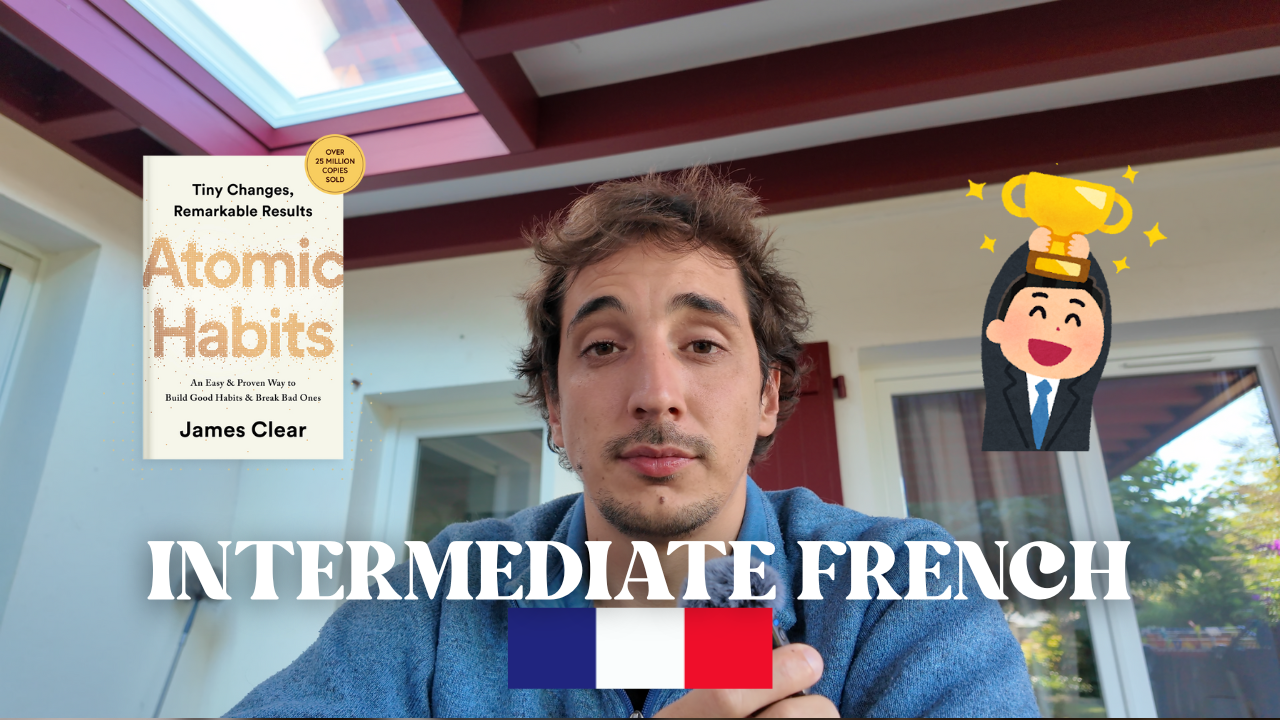 OVER
25 MILLION
COPIES
SOLD
Tiny Changes,
Remarkable Results
Atomic
Habits
An Easy & Proven Way to
Build Good Habits & Break Bad Ones
James Clear
INTERMEDIATE FRENCH